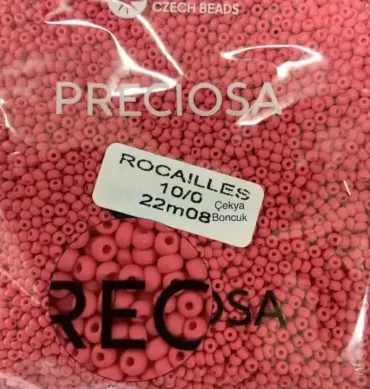 CZECH BEADS
PRECIOSA
ROCAILLES
10/0
22m08 Çekya
Boncuk
REC OSA